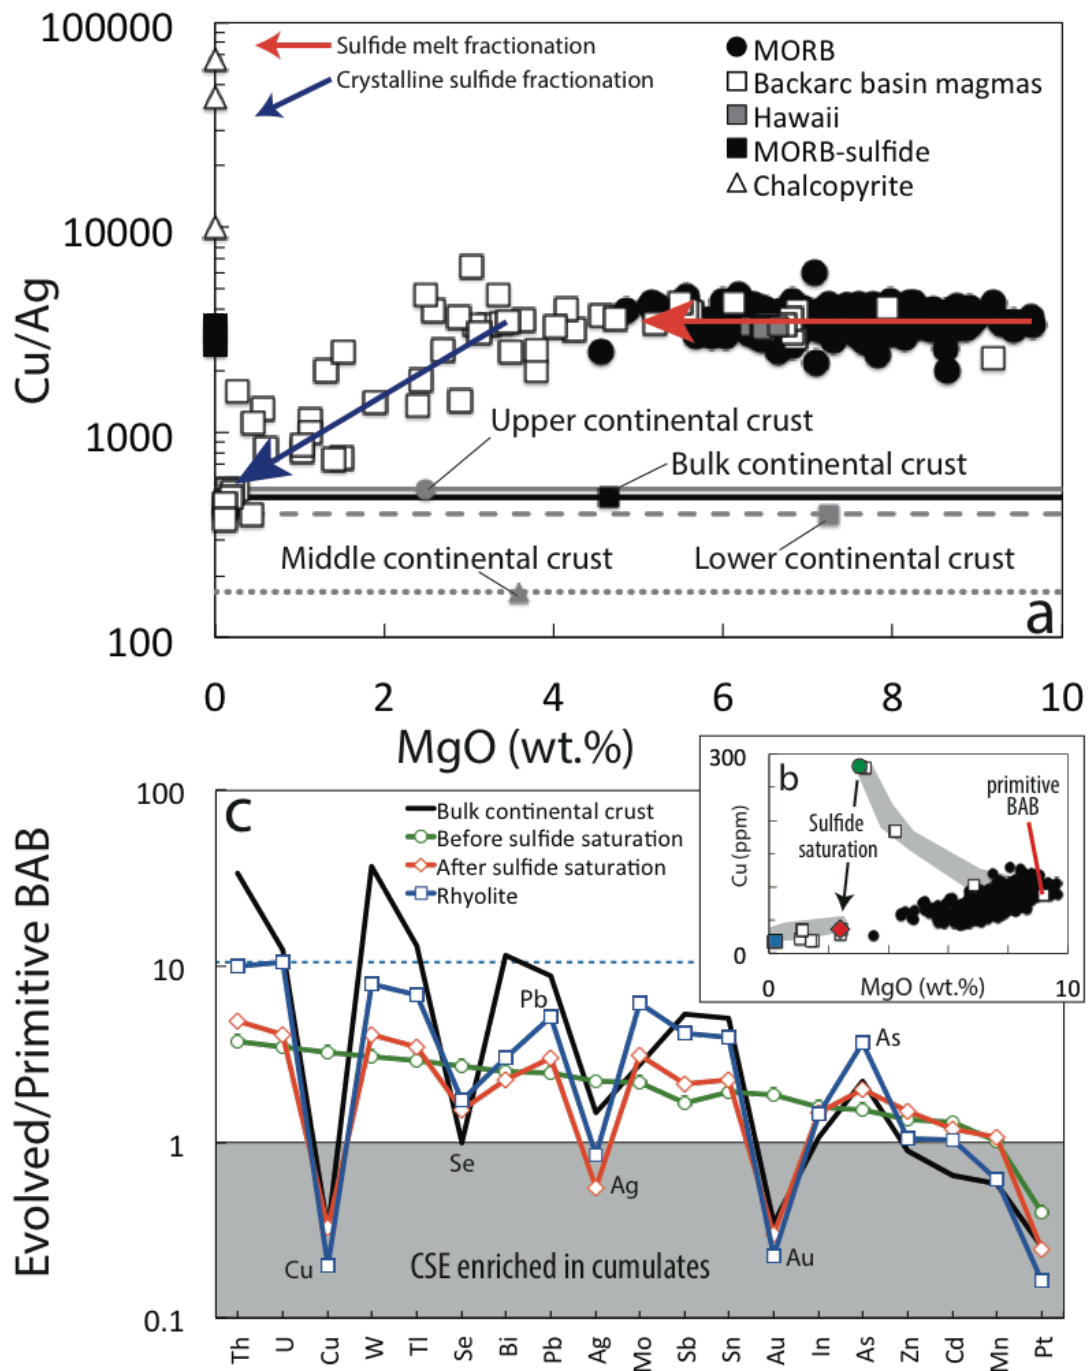 100000
10000
1000
100
Cu/Ag
Sulfide melt fractionation
Crystalline sulfide fractionation
MORB
Backarc basin magmas
Hawaii
MORB-sulfide
Chalcopyrite
Upper continental crust
Bulk continental crust
Middle continental crust
Lower continental crust
a
0 2 4 6 8 10
MgO (wt.%)
b
300
0
Cu (ppm)
primitive
BAB
Sulfide
saturation
0 MgO (wt.%) 10
c
100
10
1
0.1
Evolved/Primitive BAB
Bulk continental crust
Before sulfide saturation
After sulfide saturation
Rhyolite
Pb
As
Se
Ag
Cu
Au
CSE enriched in cumulates
Th U Cu W Tl Se Bi Pb Ag Mo Sb Sn Au In As Zn Cd Mn Pt